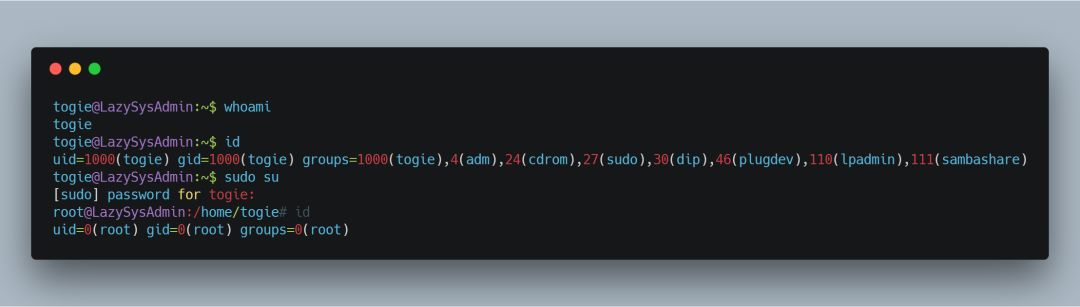 togie@LazySysAdmin:~$ whoami
togie
togie@LazySysAdmin:~$ id
uid=1000(togie) gid=1000(togie) groups=1000(togie),4(adm),24(cdrom),27(sudo),30(dip),46(plugdev),110(lpadmin),111(sambashare)
togie@LazySysAdmin:~$ sudo su
[sudo] password for togie:
root@LazySysAdmin:/home/togie# id
uid=0(root) gid=0(root) groups=0(root)